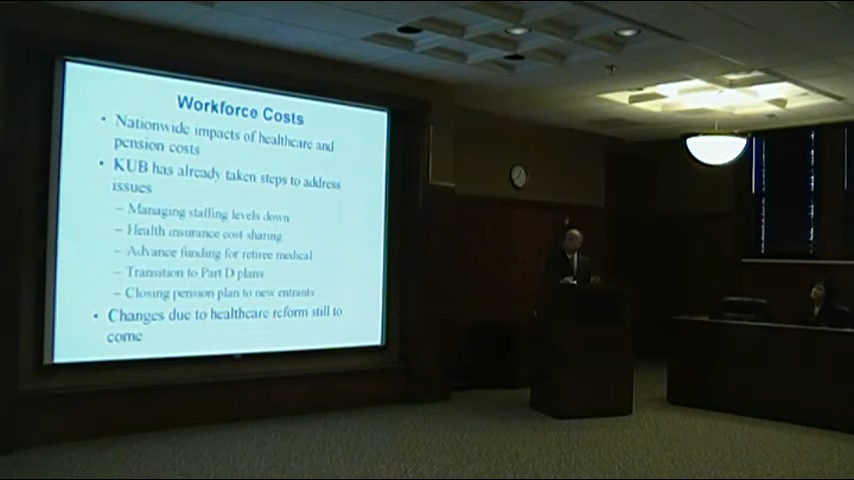 Workforce Costs
• Nationwide impacts of healthcare and
pension costs
• KUB has already taken steps to address
issues
– Managing staffing levels down
– Health insurance cost sharing
– Advance funding for retiree medical
– Transition to Part D plans
– Closing pension plan to new entrants
• Changes due to healthcare reform still to
come